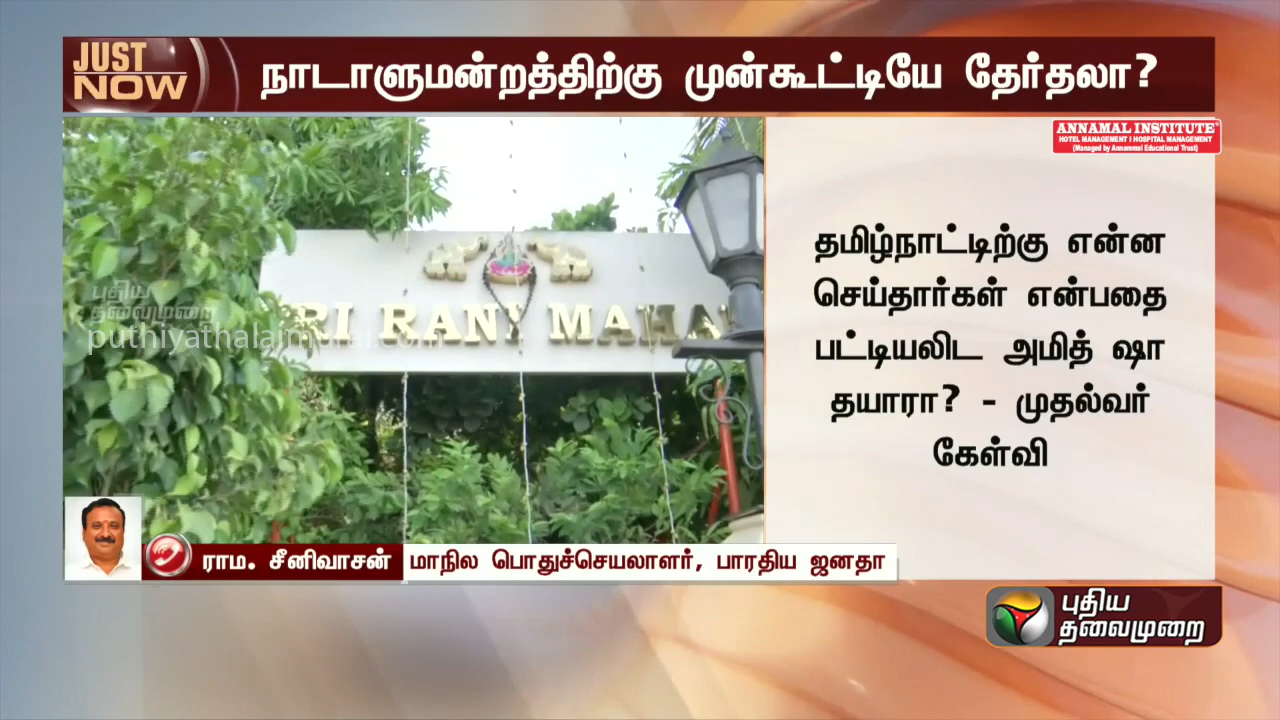 JUST
NOW
நாடாளுமன்றத்திற்கு முன்கூட்டியே தேர்தலா?
ANNAMAL INSTITUTE
HOTEL MANAGEMENT I HOSPITAL MANAGEMENT
(Managed by Annammal Educational Trust)
புதிய
தலைமுறை
puthiyathalaimurai.com
RI RANI MAHA
தமிழ்நாட்டிற்கு என்ன
செய்தார்கள் என்பதை
பட்டியலிட அமித் ஷா
தயாரா? - முதல்வர்
கேள்வி
ராம. சீனிவாசன் மாநில பொதுச்செயலாளர், பாரதிய ஜனதா
புதிய
தலைமுறை